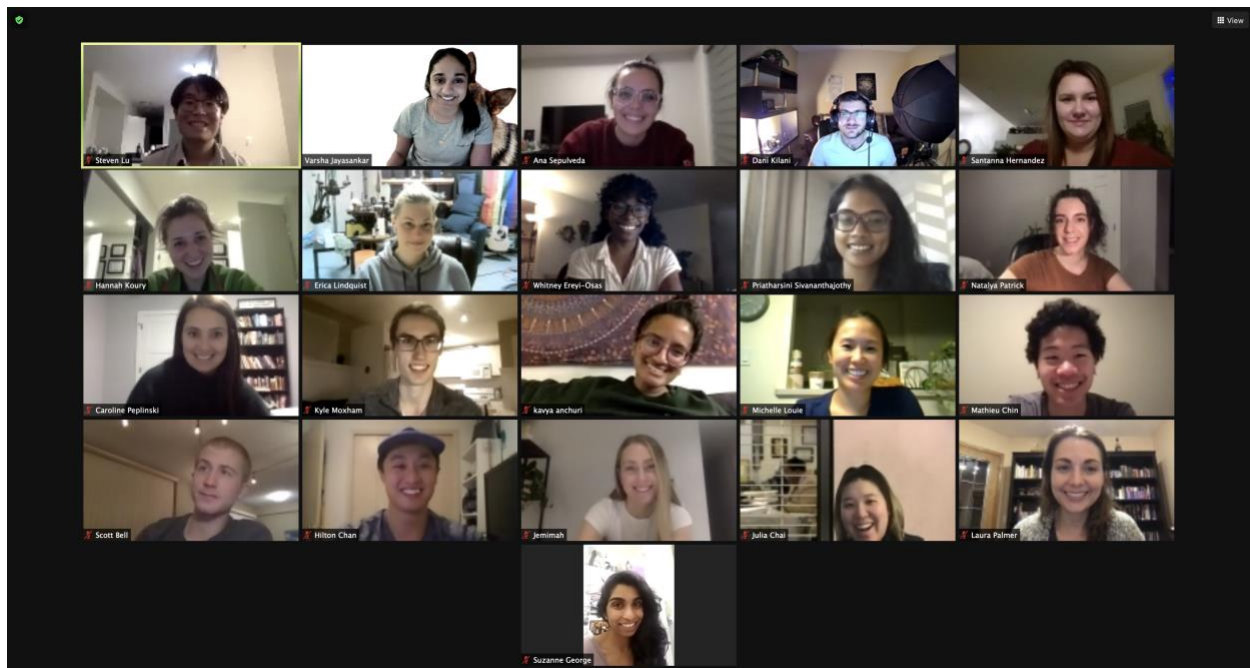 View
Steven Lu
Varsha Jayasankar
Ana Sepulveda
Dani Kilani
Santanna Hernandez
Hannah Koury
Erica Lindquist
Whitney Ereyi-Osas
Priatharsini Sivananthajothy
Natalya Patrick
Caroline Peplinski
Kyle Moxham
kavya anchuri
Michelle Louie
Mathieu Chin
Scott Bell
Hilton Chan
Jemimah
Julia Chai
Laura Palmer
Suzanne George